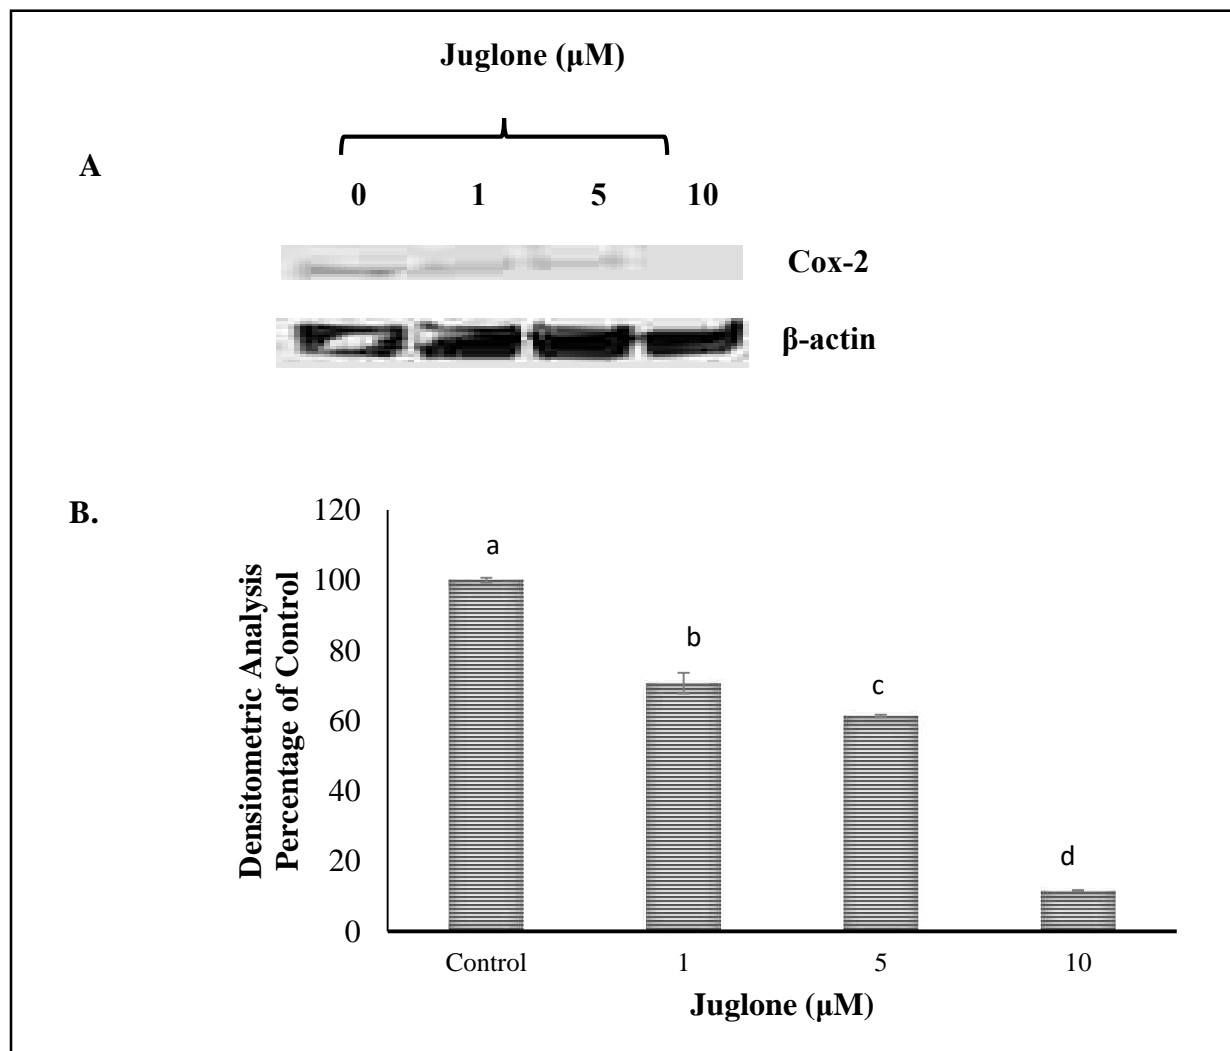 Juglone (μM)
A
0 1 5 10
Cox-2
β-actin
B.
120
100
80
60
40
20
0
Densitometric Analysis
Percentage of Control
a
b
c
d
Control 1 5 10
Juglone (μM)